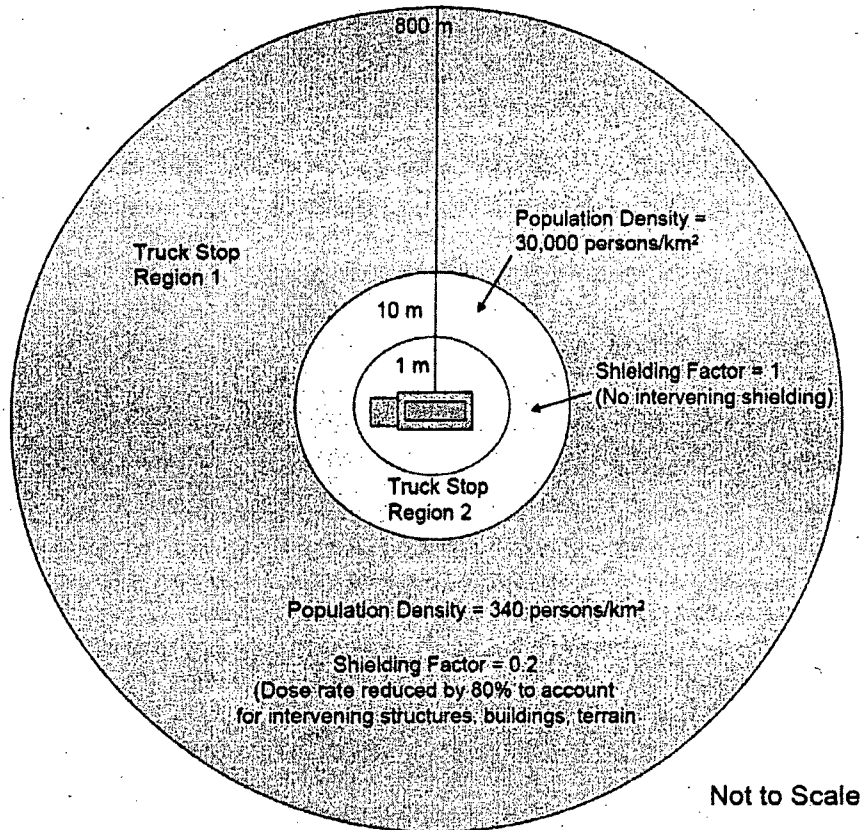 800 m
Population Density =
30,000 persons/km²
Truck Stop
Region 1
10 m
1 m
Shielding Factor = 1
(No intervening shielding)
Truck Stop
Region 2
Population Density = 340 persons/km²
Shielding Factor = 0.2
(Dose rate reduced by 80% to account
for intervening structures, buildings, terrain
Not to Scale